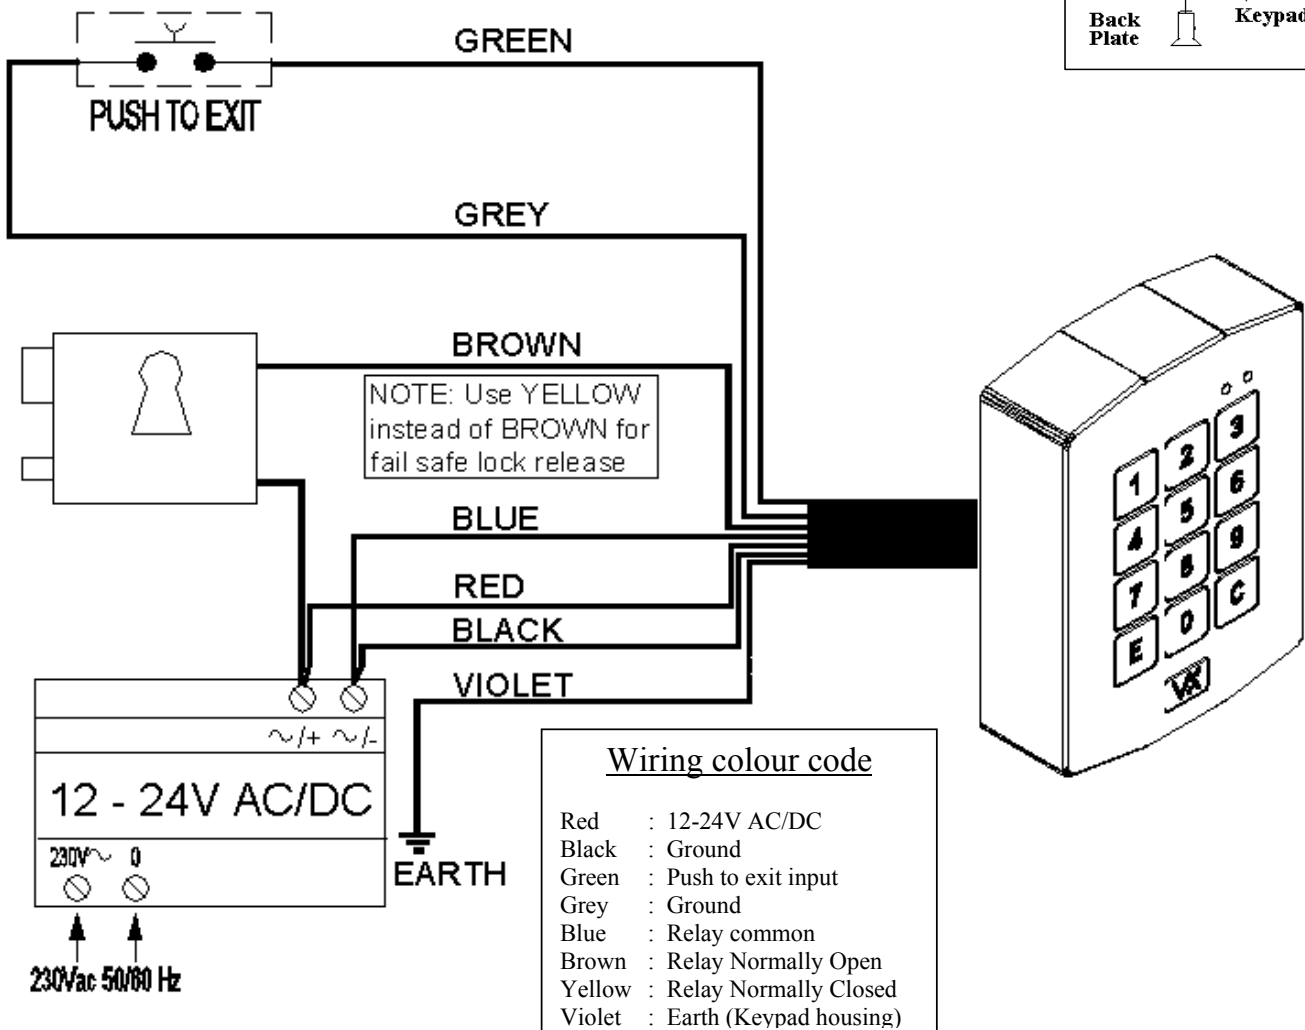 Back
Plate
Keypad
GREEN
PUSH TO EXIT
GREY
BROWN
NOTE: Use YELLOW
instead of BROWN for
fail safe lock release
BLUE
RED
BLACK
VIOLET
1 2 3
4 5 6
7 8 9
E 0 C
VX
~/+ ~/-
12 - 24V AC/DC
230V~ 0
EARTH
230Vac 50/60 Hz
Wiring colour code
Red : 12-24V AC/DC
Black : Ground
Green : Push to exit input
Grey : Ground
Blue : Relay common
Brown : Relay Normally Open
Yellow : Relay Normally Closed
Violet : Earth (Keypad housing)